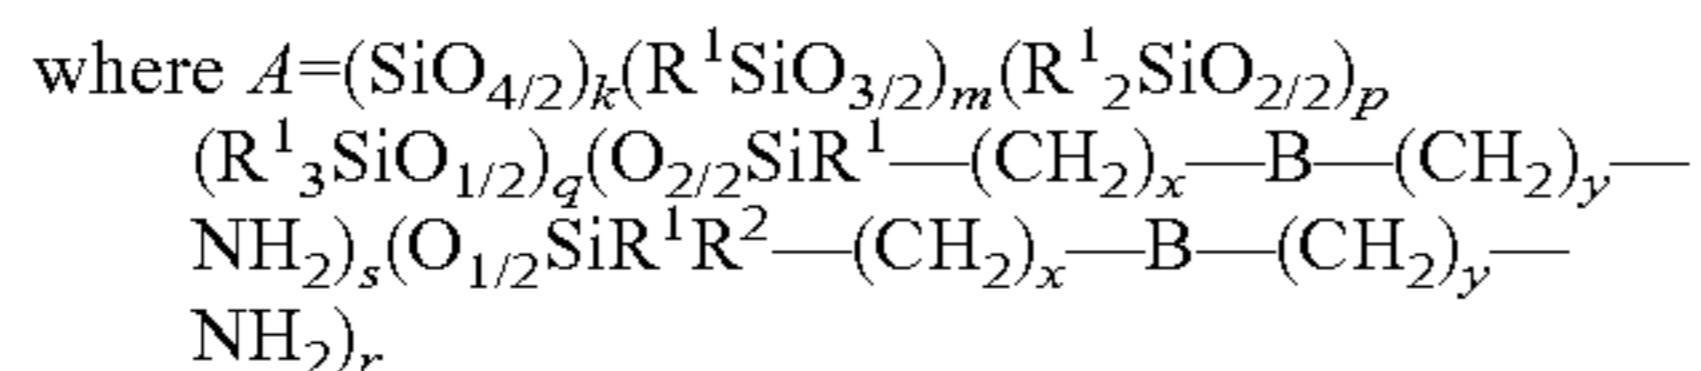 where A=(SiO₄/₂)ₖ(R¹SiO₃/₂)ₘ(R¹₂SiO₂/₂)ₚ
(R¹₃SiO₁/₂)q(O₂/₂SiR¹—(CH₂)ₓ—B—(CH₂)y—
NH₂)ₛ(O₁/₂SiR¹R²—(CH₂)ₓ—B—(CH₂)y—
NH₂)ᵣ